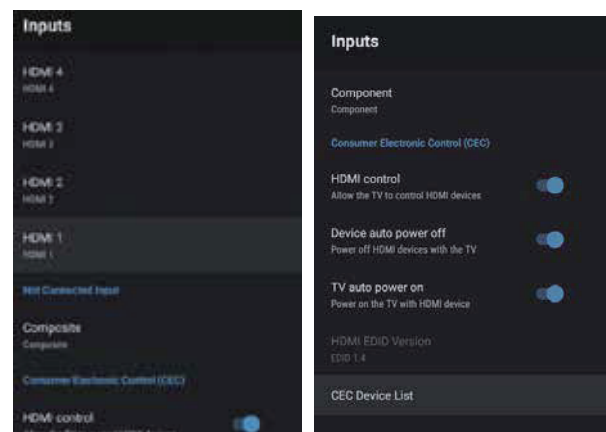 Inputs
HDMI 4
HDMI 4
HDMI 3
HDMI 3
HDMI 2
HDMI 2
HDMI 1
HDMI 1
Not Connected Input
Composite
Composite
Consumer Electronic Control (CEC)
HDMI control
Inputs
Component
Component
Consumer Electronic Control (CEC)
HDMI control
Allow the TV to control HDMI devices
Device auto power off
Power off HDMI devices with the TV
TV auto power on
Power on the TV with HDMI device
HDMI EDID Version
EDID 1.4
CEC Device List